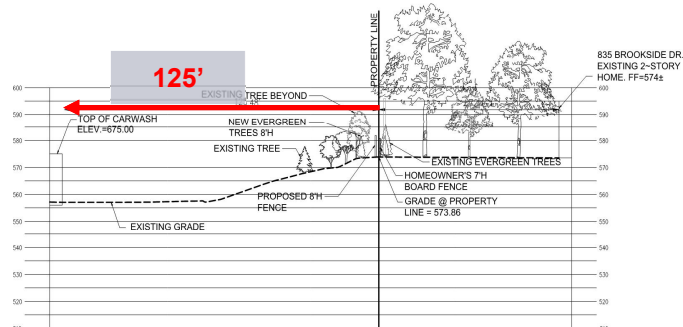 125'
PROPERTY LINE
835 BROOKSIDE DR.
EXISTING 2~STORY
HOME. FF=574±
EXISTING TREE BEYOND
TOP OF CARWASH
ELEV.=675.00
NEW EVERGREEN
TREES 8'H
EXISTING TREE
EXISTING EVERGREEN TREES
HOMEOWNER'S 7'H
BOARD FENCE
PROPOSED 8'H
FENCE
GRADE @ PROPERTY
LINE = 573.86
EXISTING GRADE
600
590
580
570
560
550
540
530
520
600
590
580
570
560
550
540
530
520